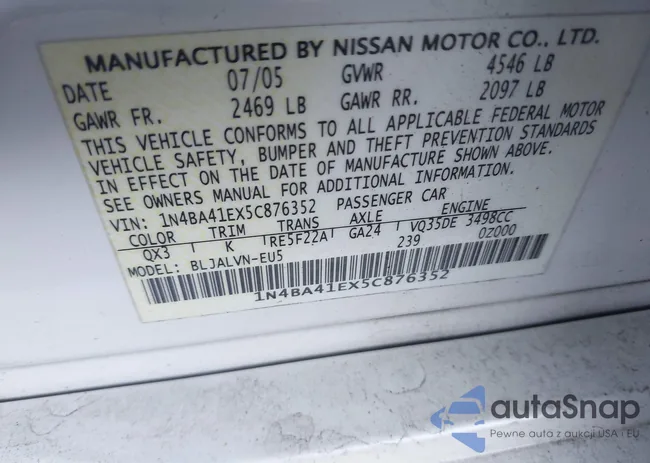 MANUFACTURED BY NISSAN MOTOR CO., LTD.
DATE 07/05 GVWR 4546 LB
GAWR FR. 2469 LB GAWR RR. 2097 LB
THIS VEHICLE CONFORMS TO ALL APPLICABLE FEDERAL MOTOR
VEHICLE SAFETY, BUMPER AND THEFT PREVENTION STANDARDS
IN EFFECT ON THE DATE OF MANUFACTURE SHOWN ABOVE.
SEE OWNERS MANUAL FOR ADDITIONAL INFORMATION.
VIN: 1N4BA41EX5C876352 PASSENGER CAR
COLOR TRIM TRANS AXLE ENGINE
QX3 K RE5F22A GA24 VQ35DE 3498CC
MODEL: BLJALVN-EU5 239 0Z000
1N4BA41EX5C876352
autaSnap
Pewne auta z aukcji USA i EU